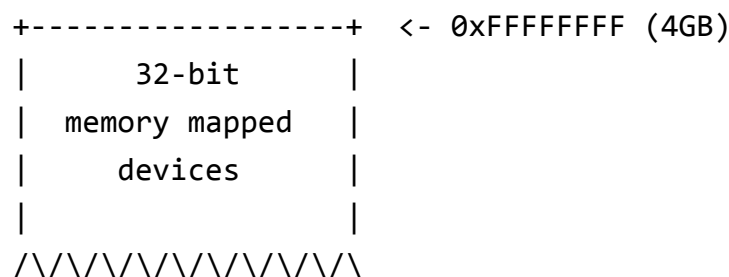 +------------------+ <- 0xFFFFFFFF (4GB)
| 32-bit |
| memory mapped |
| devices |
| |
/\/\/\/\/\/\/\/\/\/\